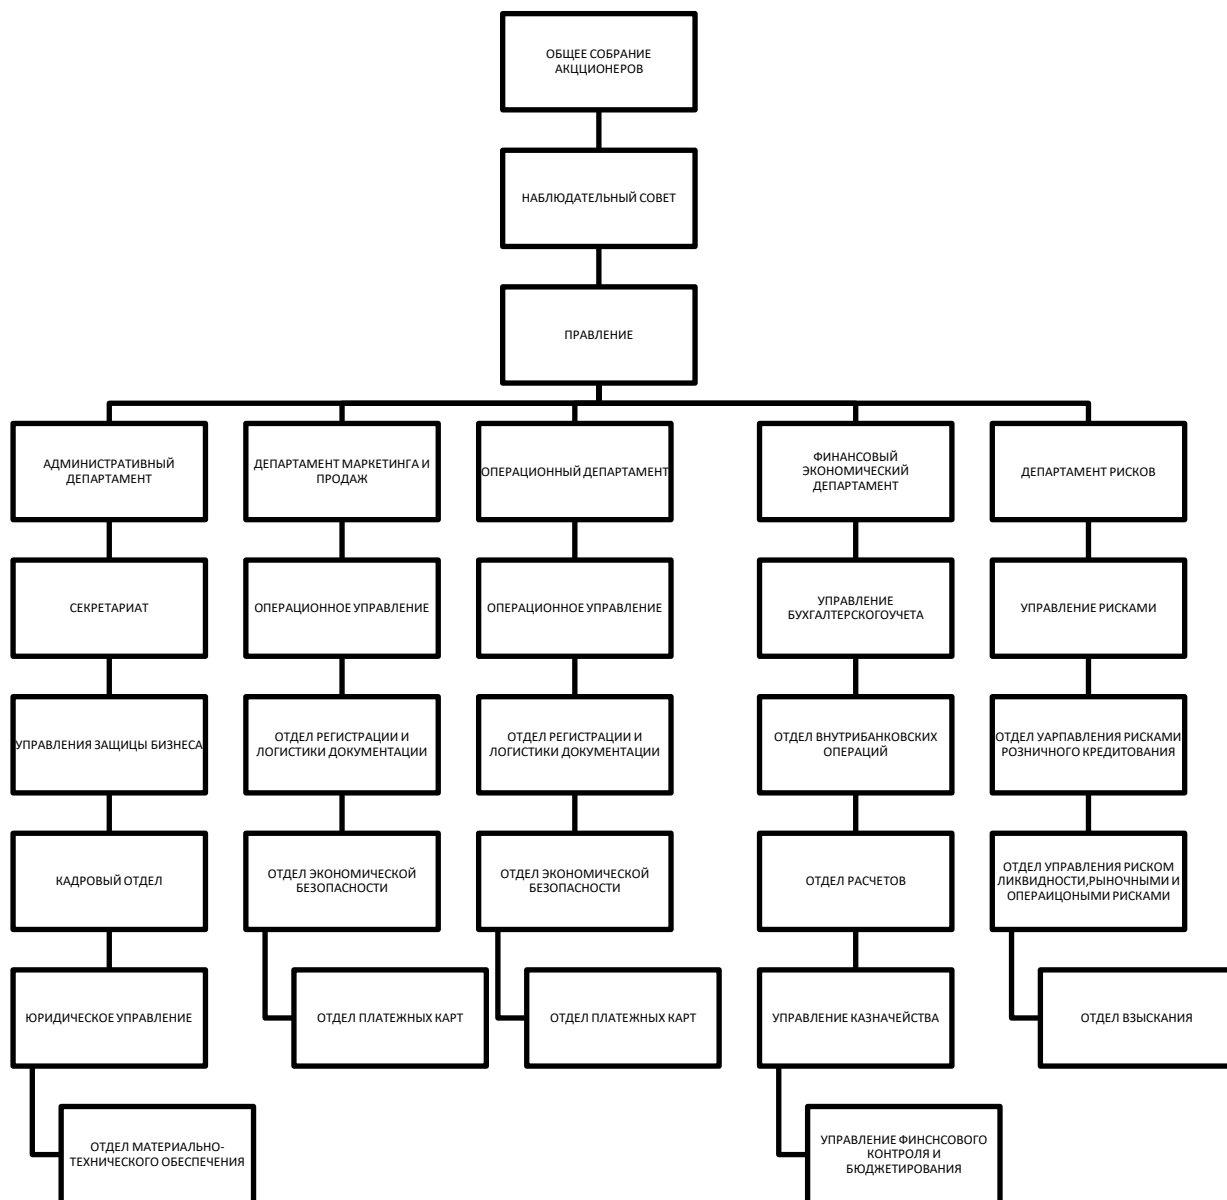 ОБЩЕЕ СОБРАНИЕ
АКЦЦИОНЕРОВ
НАБЛЮДАТЕЛЬНЫЙ СОВЕТ
ПРАВЛЕНИЕ
АДМИНИСТРАТИВНЫЙ
ДЕПАРТАМЕНТ
ДЕПАРТАМЕНТ МАРКЕТИНГА И
ПРОДАЖ
ОПЕРАЦИОННЫЙ ДЕПАРТАМЕНТ
ФИНАНСОВЫЙ
ЭКОНОМИЧЕСКИЙ
ДЕПАРТАМЕНТ
ДЕПАРТАМЕНТ РИСКОВ
СЕКРЕТАРИАТ
ОПЕРАЦИОННОЕ УПРАВЛЕНИЕ
ОПЕРАЦИОННОЕ УПРАВЛЕНИЕ
УПРАВЛЕНИЕ
БУХГАЛТЕРСКОГОУЧЕТА
УПРАВЛЕНИЕ РИСКАМИ
УПРАВЛЕНИЯ ЗАЩИЦЫ БИЗНЕСА
ОТДЕЛ РЕГИСТРАЦИИ И
ЛОГИСТИКИ ДОКУМЕНТАЦИИ
ОТДЕЛ РЕГИСТРАЦИИ И
ЛОГИСТИКИ ДОКУМЕНТАЦИИ
ОТДЕЛ ВНУТРИБАНКОВСКИХ
ОПЕРАЦИЙ
ОТДЕЛ УАРПАВЛЕНИЯ РИСКАМИ
РОЗНИЧНОГО КРЕДИТОВАНИЯ
КАДРОВЫЙ ОТДЕЛ
ОТДЕЛ ЭКОНОМИЧЕСКОЙ
БЕЗОПАСНОСТИ
ОТДЕЛ ЭКОНОМИЧЕСКОЙ
БЕЗОПАСНОСТИ
ОТДЕЛ РАСЧЕТОВ
ОТДЕЛ УПРАВЛЕНИЯ РИСКОМ
ЛИКВИДНОСТИ,РЫНОЧНЫМИ И
ОПЕРАИЦОНЫМИ РИСКАМИ
ЮРИДИЧЕСКОЕ УПРАВЛЕНИЕ
ОТДЕЛ ПЛАТЕЖНЫХ КАРТ
ОТДЕЛ ПЛАТЕЖНЫХ КАРТ
УПРАВЛЕНИЕ КАЗНАЧЕЙСТВА
ОТДЕЛ ВЗЫСКАНИЯ
ОТДЕЛ МАТЕРИАЛЬНО-
ТЕХНИЧЕСКОГО ОБЕСПЕЧЕНИЯ
УПРАВЛЕНИЕ ФИНСНСОВОГО
КОНТРОЛЯ И
БЮДЖЕТИРОВАНИЯ